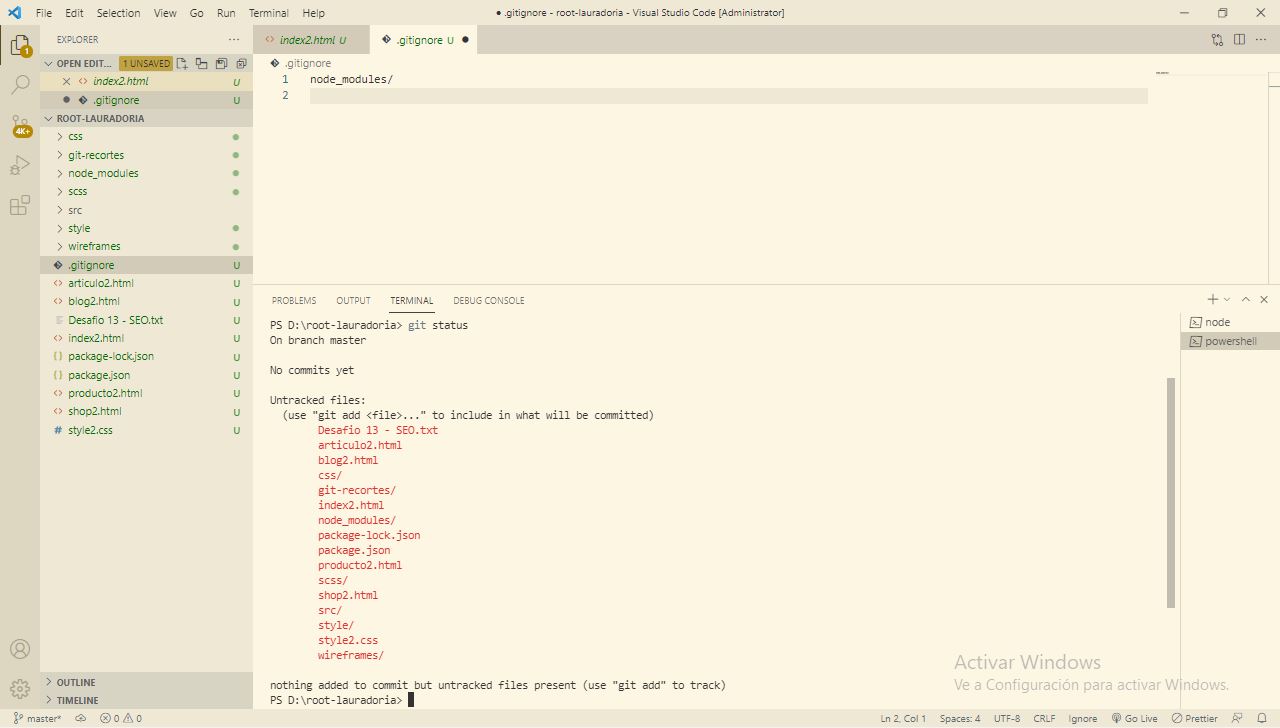 File Edit Selection View Go Run Terminal Help
● .gitignore - root-lauradoria - Visual Studio Code [Administrator]
EXPLORER
index2.html U
.gitignore U
OPEN EDIT... 1 UNSAVED
index2.html U
.gitignore U
ROOT-LAURADORIA
css
git-recortes
node_modules
scss
src
style
wireframes
.gitignore U
articulo2.html U
blog2.html U
Desafio 13 - SEO.txt U
index2.html U
package-lock.json U
package.json U
producto2.html U
shop2.html U
style2.css U
OUTLINE
TIMELINE
1
4K+
.gitignore
1 node_modules/
2
PROBLEMS OUTPUT TERMINAL DEBUG CONSOLE
node
powershell
PS D:\root-lauradoria> git status
On branch master
No commits yet
Untracked files:
(use "git add <file>..." to include in what will be committed)
Desafio 13 - SEO.txt
articulo2.html
blog2.html
css/
git-recortes/
index2.html
node_modules/
package-lock.json
package.json
producto2.html
scss/
shop2.html
src/
style/
style2.css
wireframes/
nothing added to commit but untracked files present (use "git add" to track)
PS D:\root-lauradoria>
Activar Windows
Ve a Configuración para activar Windows.
master* 0 0 Ln 2, Col 1 Spaces: 4 UTF-8 CRLF Ignore Go Live Prettier